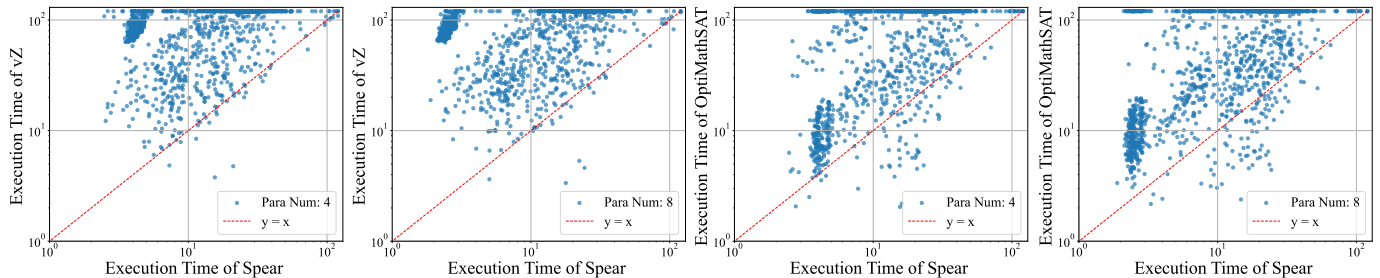 Execution Time of vZ
10²
10¹
10⁰
10⁰
10¹
10²
Para Num: 4
y = x
Execution Time of Spear
Execution Time of vZ
10²
10¹
10⁰
10⁰
10¹
10²
Para Num: 8
y = x
Execution Time of Spear
Execution Time of OptiMathSAT
10²
10¹
10⁰
10⁰
10¹
10²
Para Num: 4
y = x
Execution Time of Spear
Execution Time of OptiMathSAT
10²
10¹
10⁰
10⁰
10¹
10²
Para Num: 8
y = x
Execution Time of Spear